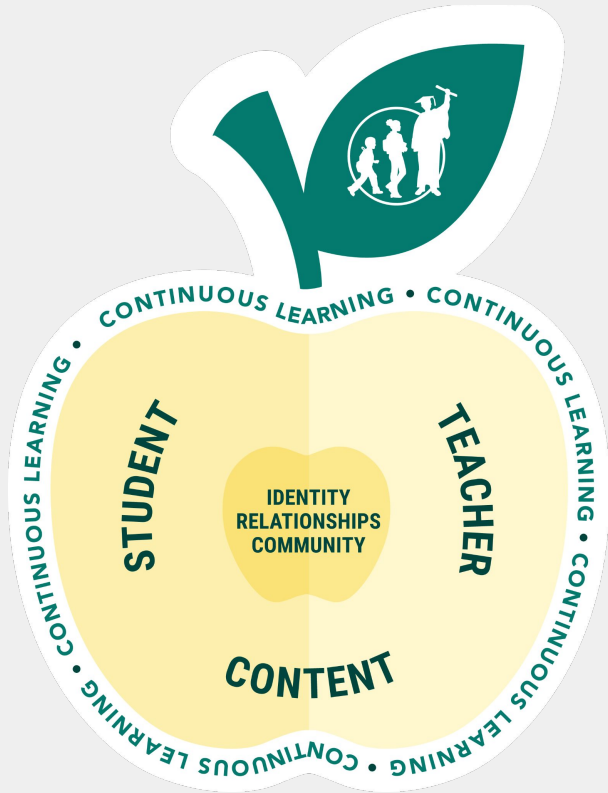 CONTINUOUS LEARNING • CONTINUOUS LEARNING • CONTINUOUS LEARNING • CONTINUOUS LEARNING • CONTINUOUS LEARNING •
STUDENT
TEACHER
IDENTITY
RELATIONSHIPS
COMMUNITY
CONTENT